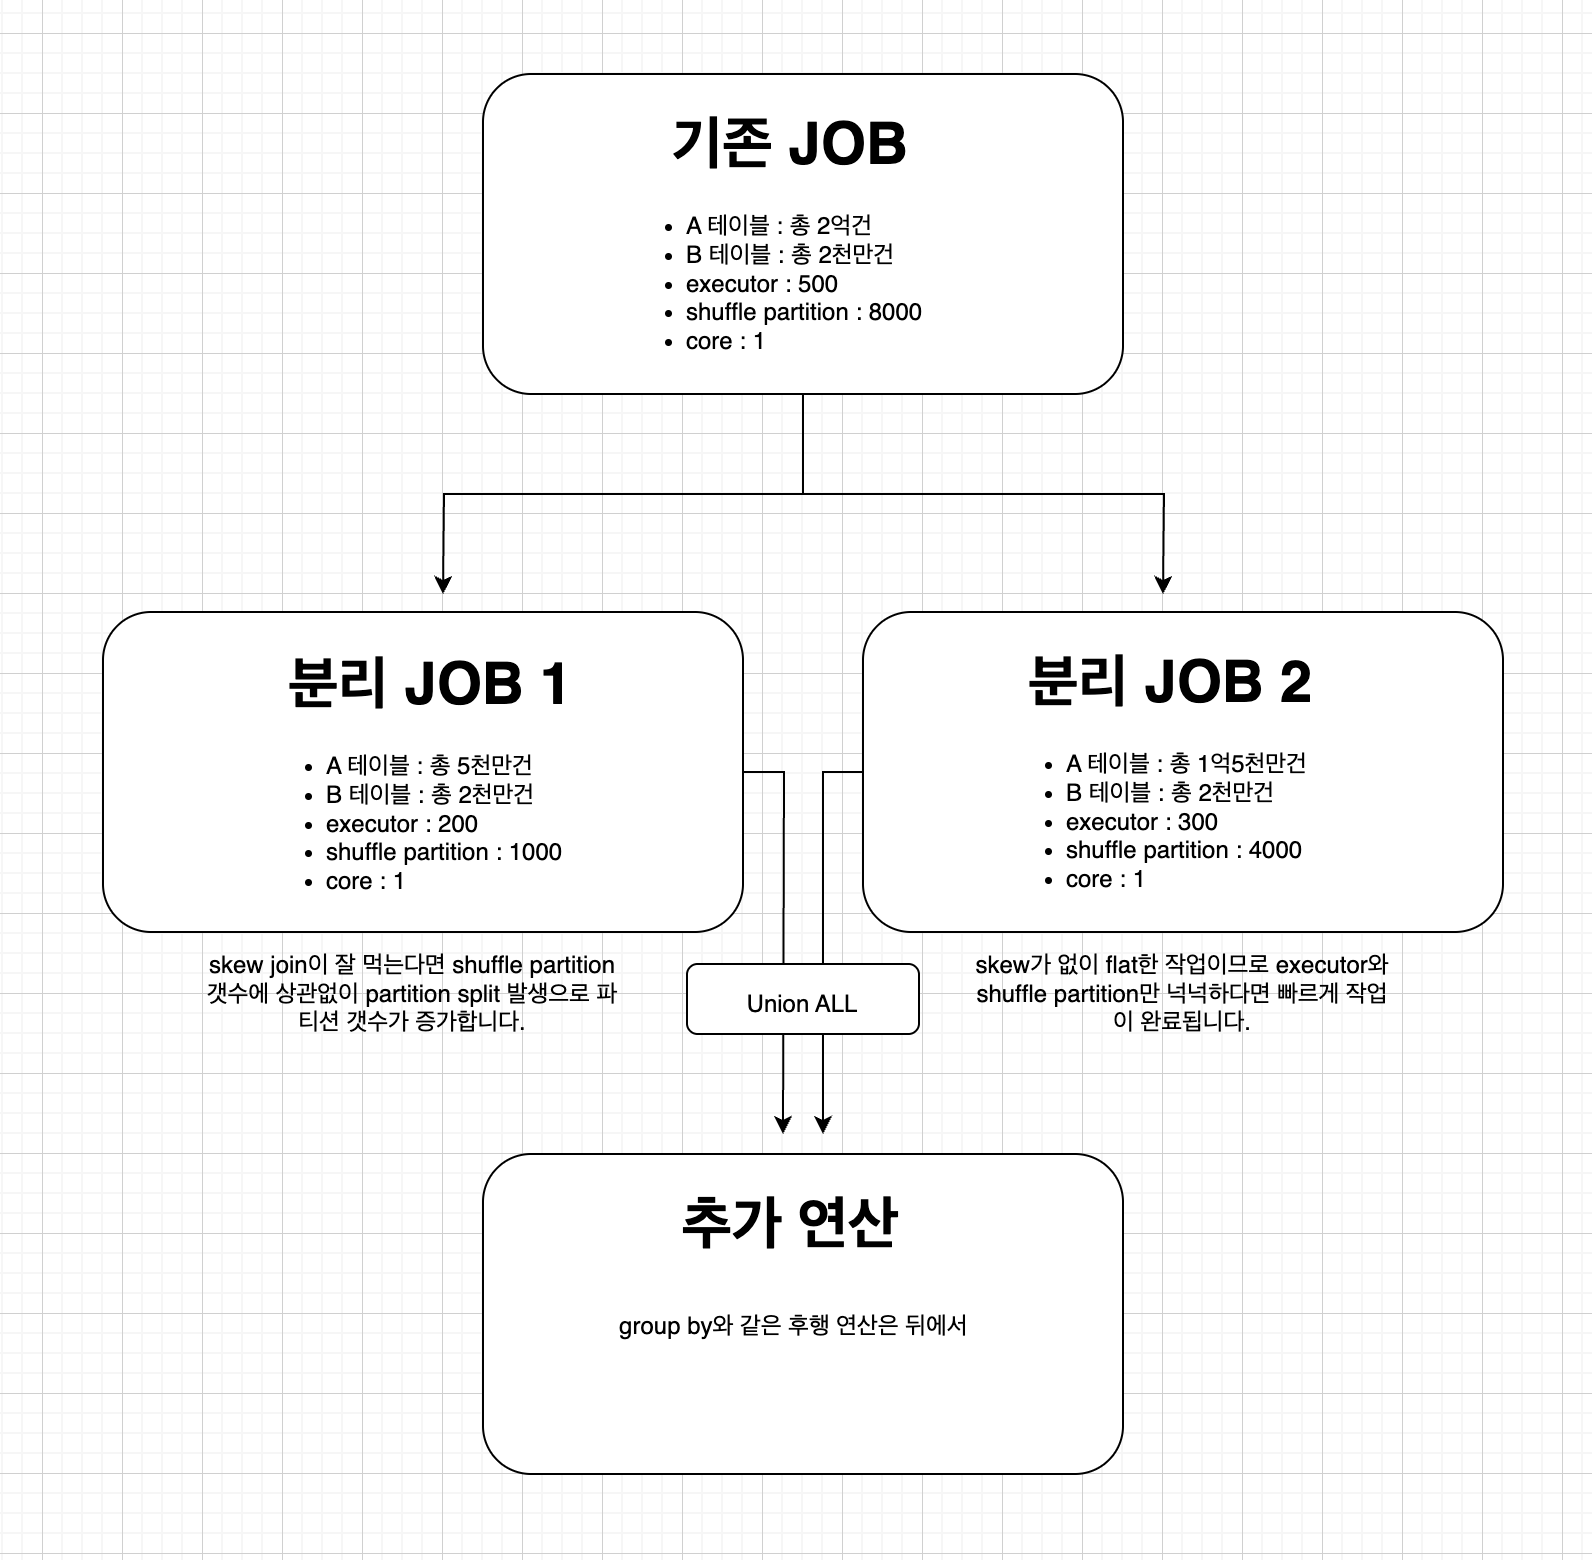 기존 JOB
• A 테이블 : 총 2억건
• B 테이블 : 총 2천만건
• executor : 500
• shuffle partition : 8000
• core : 1
분리 JOB 1
• A 테이블 : 총 5천만건
• B 테이블 : 총 2천만건
• executor : 200
• shuffle partition : 1000
• core : 1
분리 JOB 2
• A 테이블 : 총 1억5천만건
• B 테이블 : 총 2천만건
• executor : 300
• shuffle partition : 4000
• core : 1
skew join이 잘 먹는다면 shuffle partition
갯수에 상관없이 partition split 발생으로 파
티션 갯수가 증가합니다.
Union ALL
skew가 없이 flat한 작업이므로 executor와
shuffle partition만 넉넉하다면 빠르게 작업
이 완료됩니다.
추가 연산
group by와 같은 후행 연산은 뒤에서